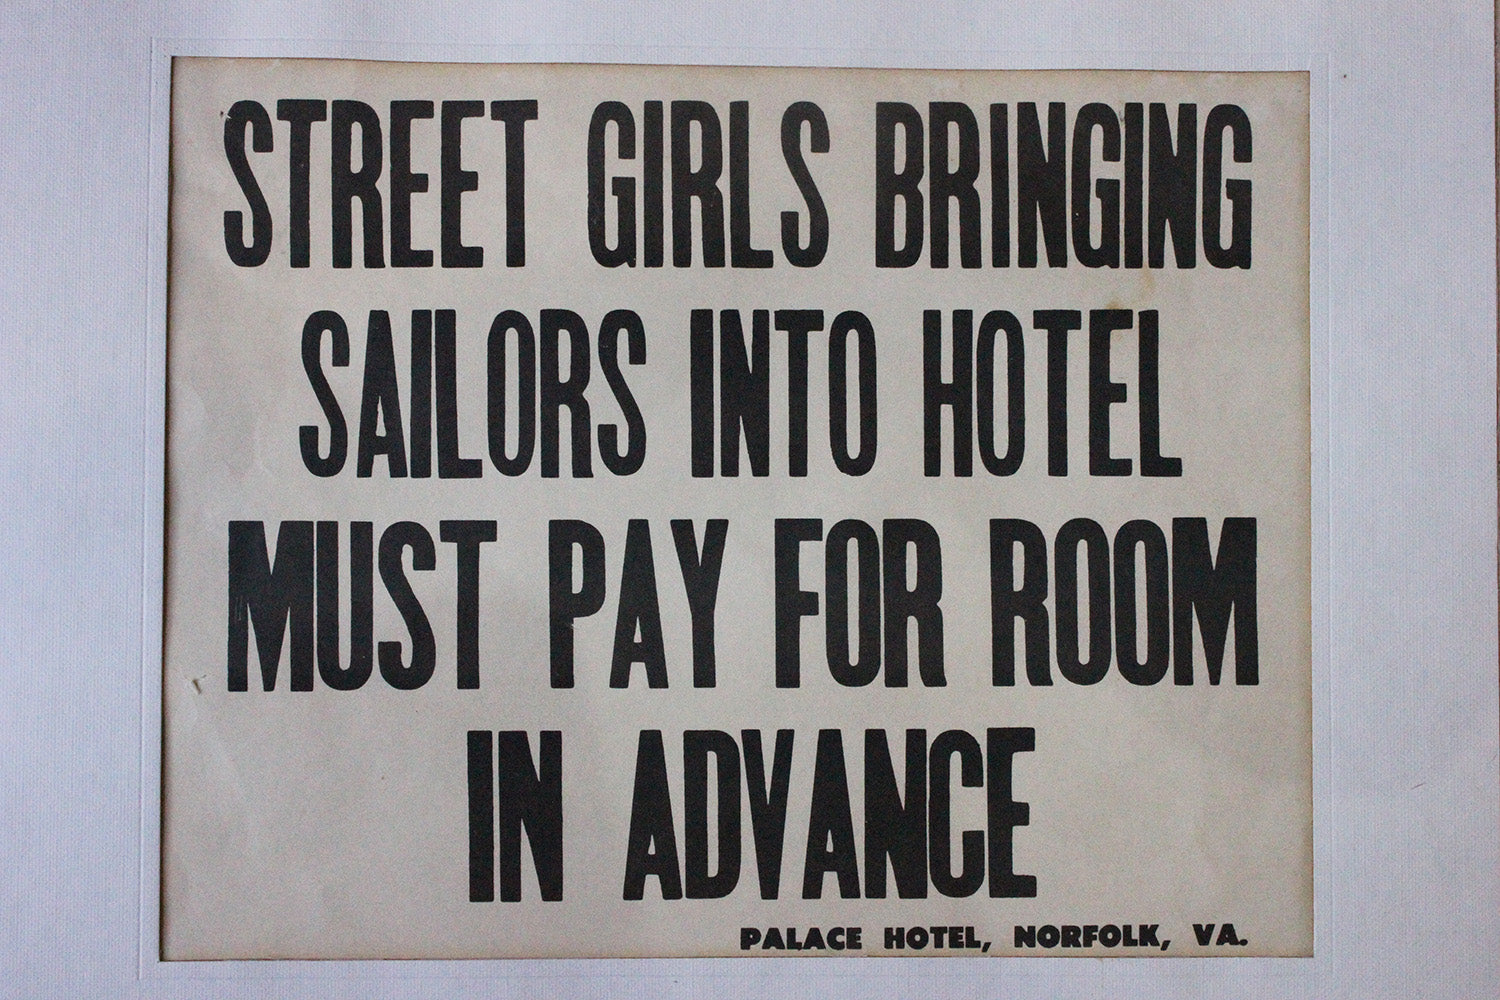 STREET GIRLS BRINGING
SAILORS INTO HOTEL
MUST PAY FOR ROOM
IN ADVANCE
PALACE HOTEL, NORFOLK, VA.